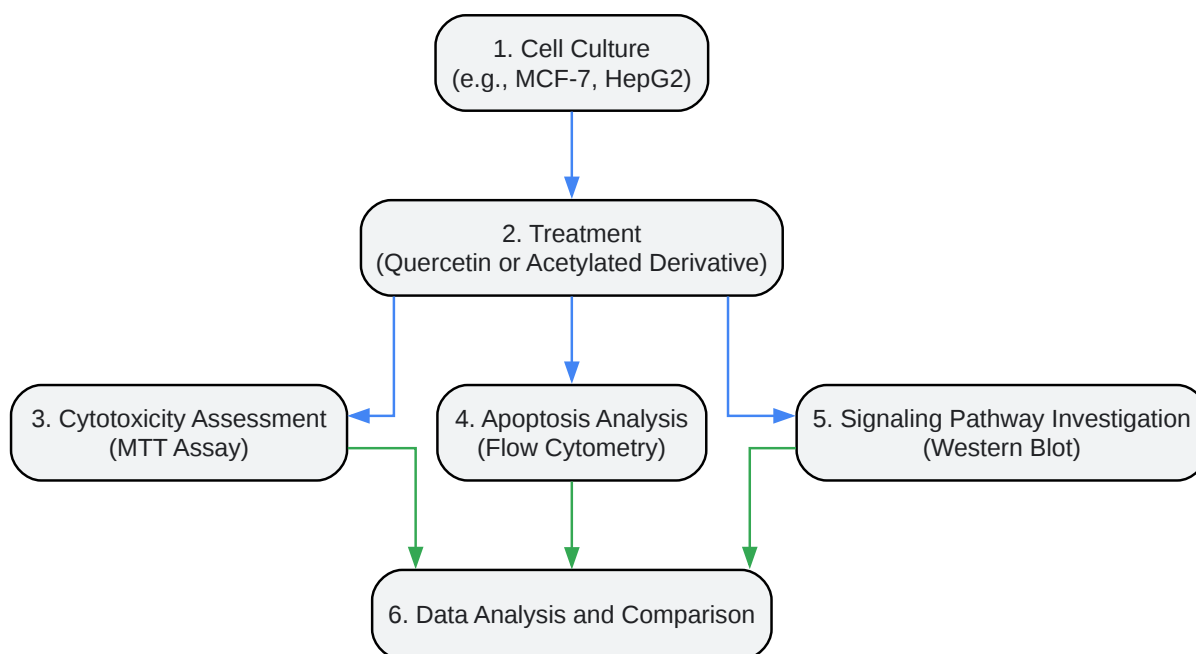 1. Cell Culture
(e.g., MCF-7, HepG2)
2. Treatment
(Quercetin or Acetylated Derivative)
3. Cytotoxicity Assessment
(MTT Assay)
4. Apoptosis Analysis
(Flow Cytometry)
5. Signaling Pathway Investigation
(Western Blot)
6. Data Analysis and Comparison